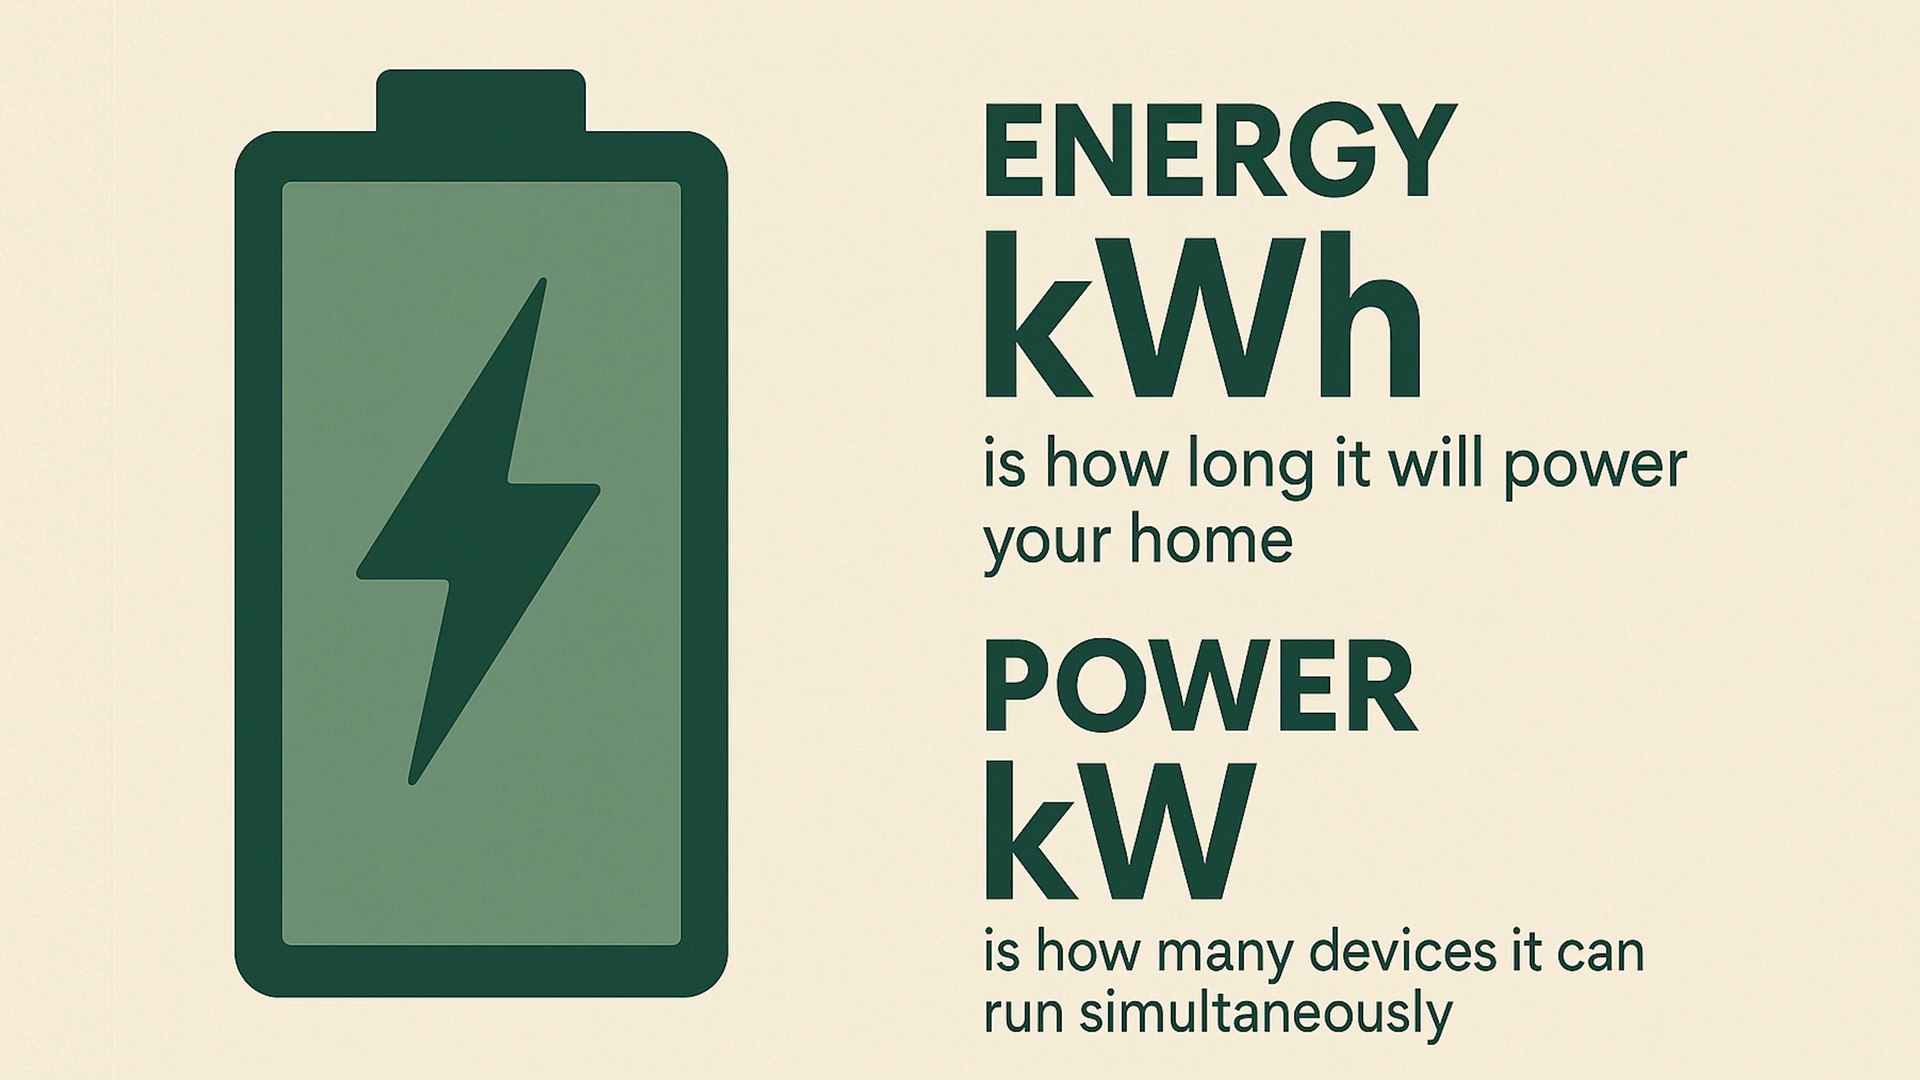 ENERGY
kWh
is how long it will power
your home
POWER
kW
is how many devices it can
run simultaneously